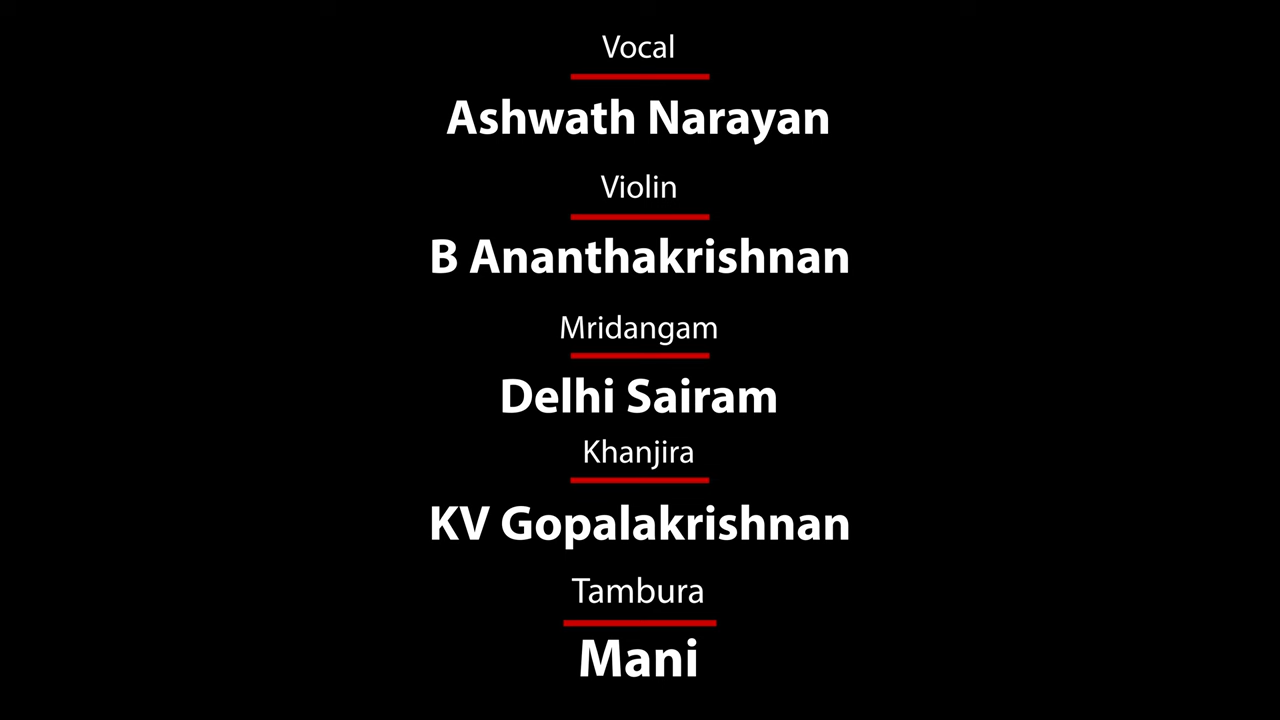 Vocal
Ashwath Narayan
Violin
B Ananthakrishnan
Mridangam
Delhi Sairam
Khanjira
KV Gopalakrishnan
Tambura
Mani